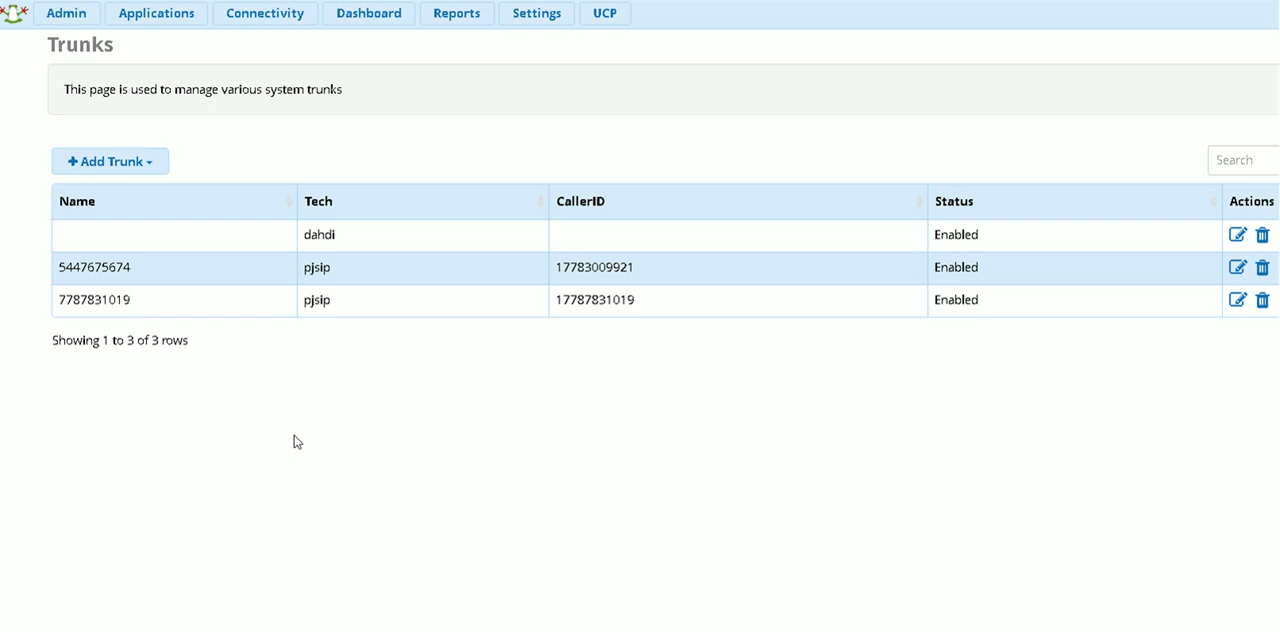 Admin Applications Connectivity Dashboard Reports Settings UCP
Trunks
This page is used to manage various system trunks
Add Trunk
Search
Name Tech CallerID Status Actions
dahdi Enabled
5447675674 pjsip 17783009921 Enabled
7787831019 pjsip 17787831019 Enabled
Showing 1 to 3 of 3 rows